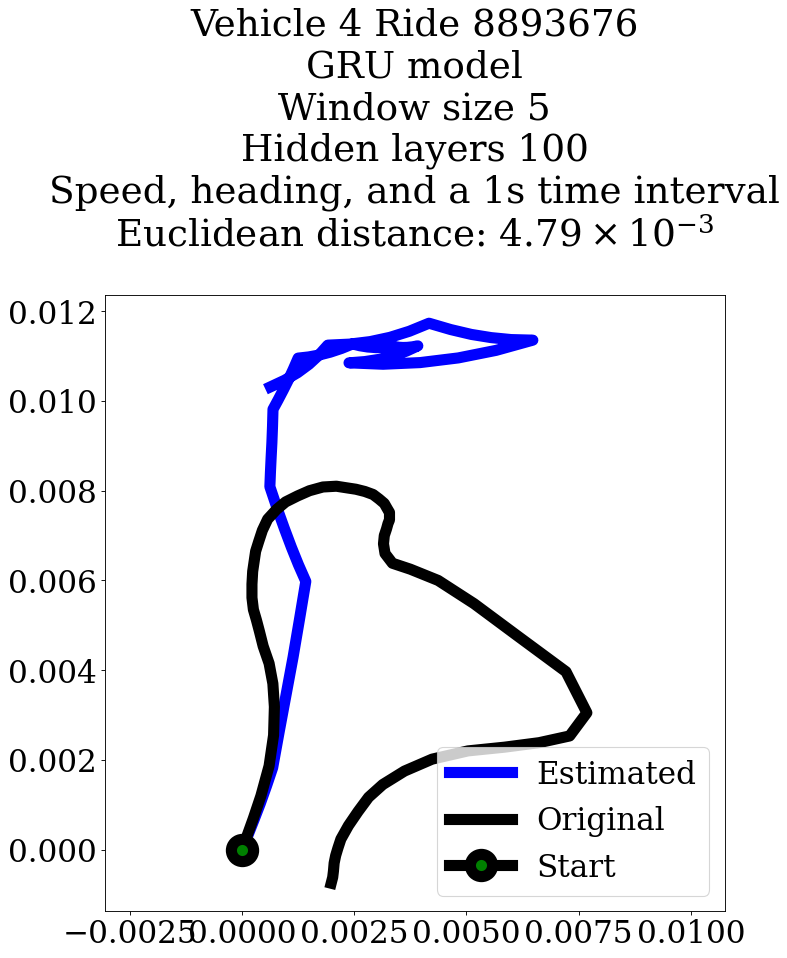 Vehicle 4 Ride 8893676
GRU model
Window size 5
Hidden layers 100
Speed, heading, and a 1s time interval
Euclidean distance: 4.79 × 10⁻³
0.012
0.010
0.008
0.006
0.004
0.002
0.000
Estimated
Original
Start
−0.0025 0.0000 0.0025 0.0050 0.0075 0.0100